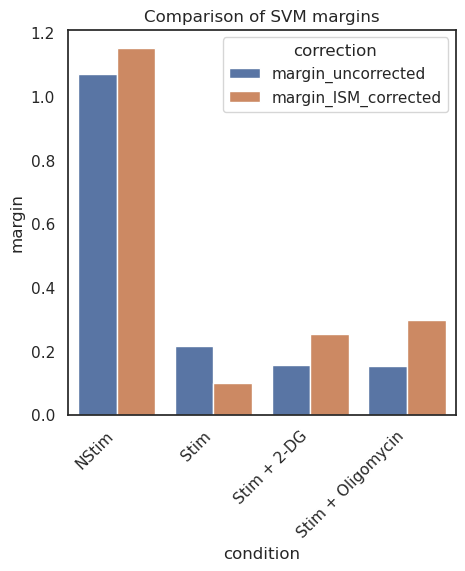 Comparison of SVM margins
correction
margin_uncorrected
margin_ISM_corrected
margin
1.2
1.0
0.8
0.6
0.4
0.2
0.0
NStim
Stim
Stim + 2-DG
Stim + Oligomycin
condition